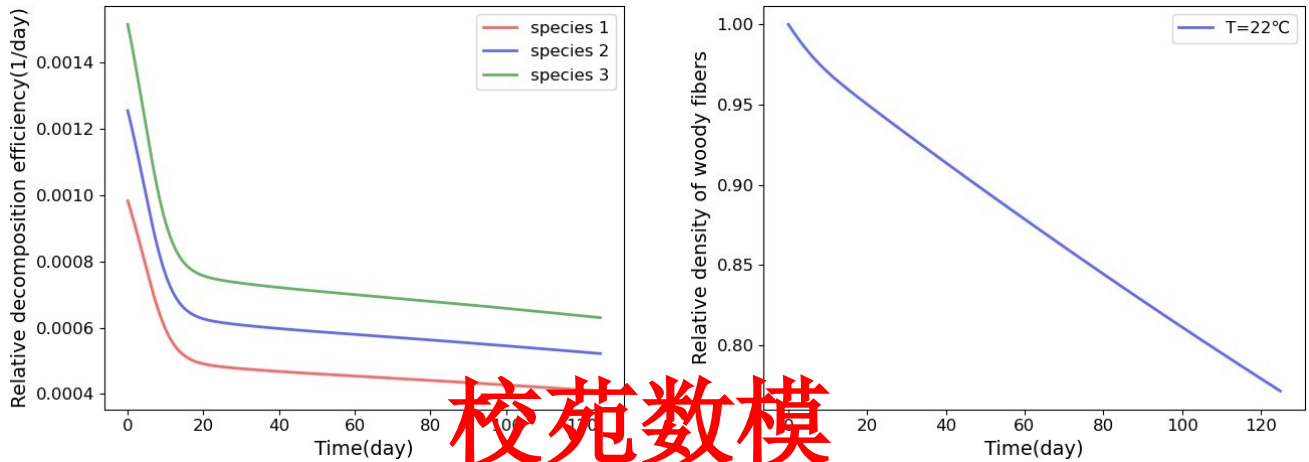 Relative decomposition efficiency(1/day)
0.0014
0.0012
0.0010
0.0008
0.0006
0.0004
species 1
species 2
species 3
0 20 40 60 80 100 120
Time(day)
Relative density of woody fibers
1.00
0.95
0.90
0.85
0.80
T=22℃
0 20 40 60 80 100 120
Time(day)
校苑数模